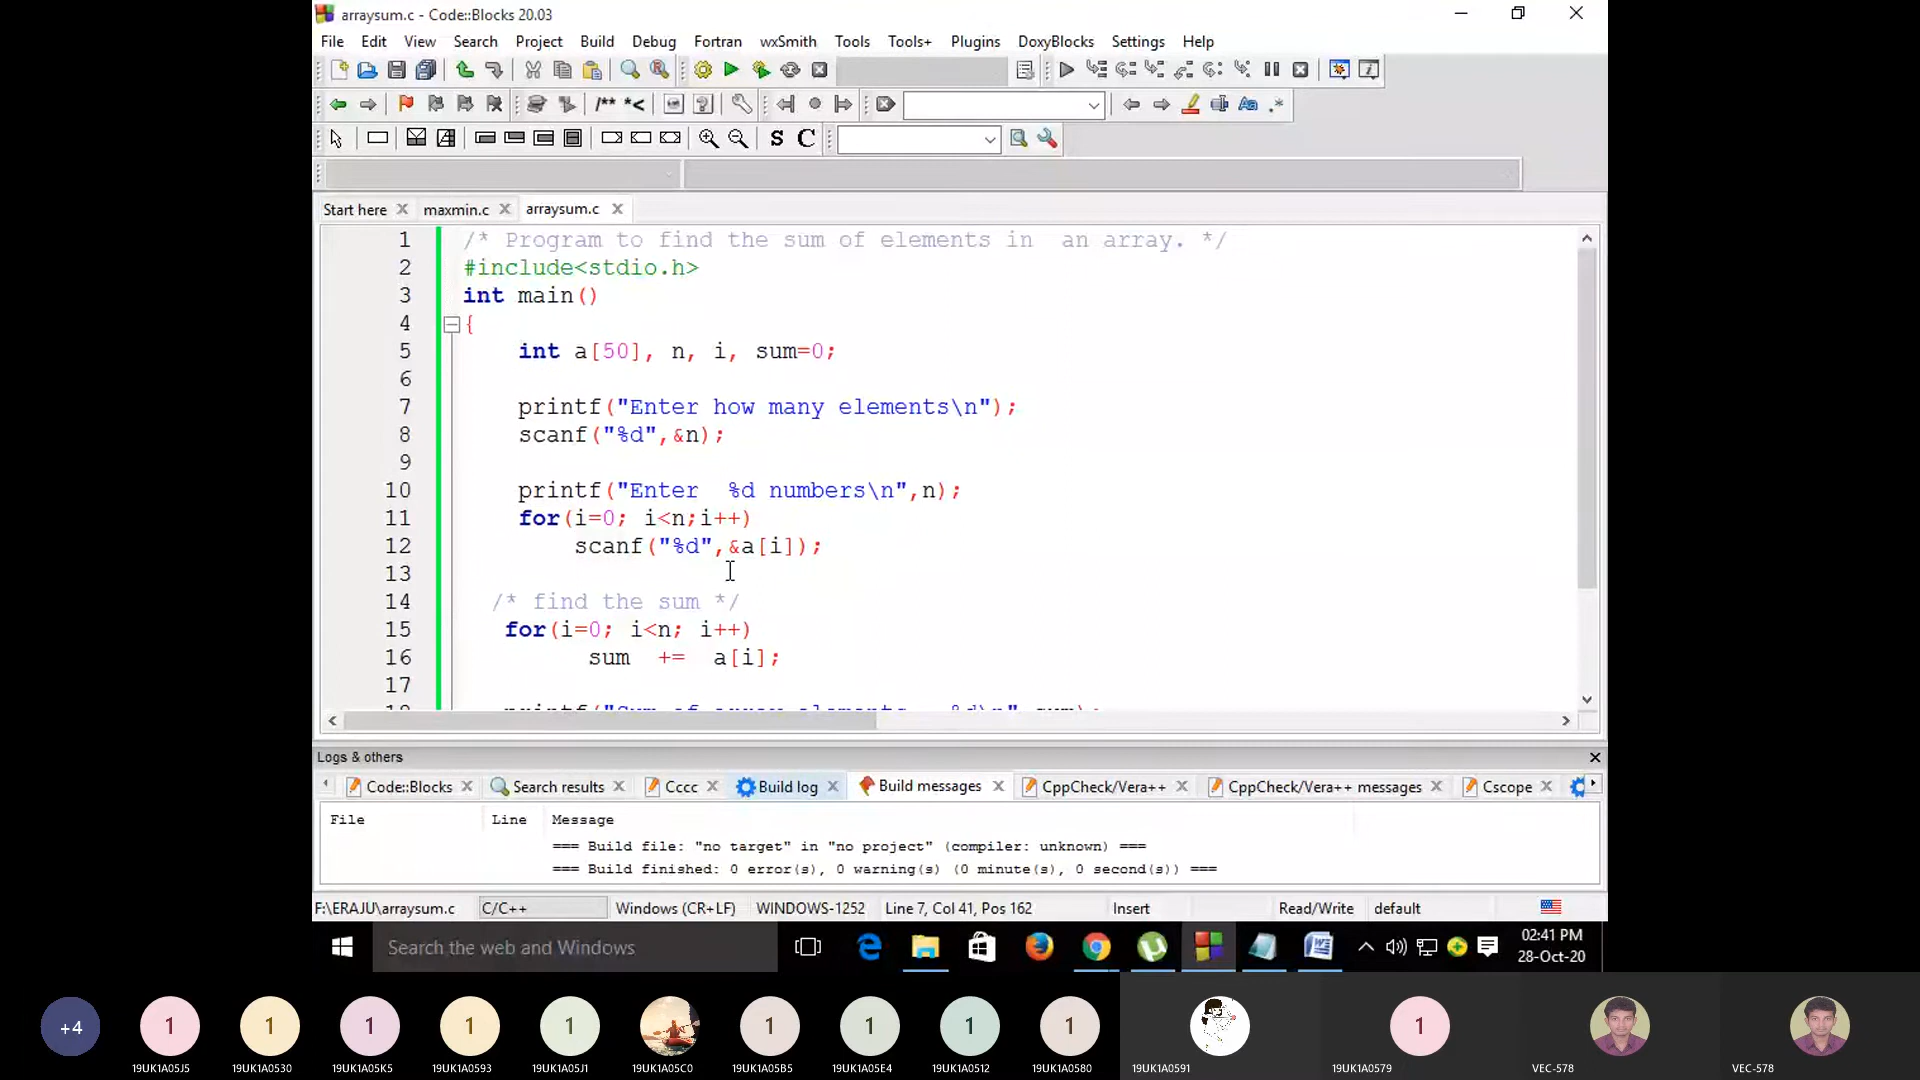 arraysum.c - Code::Blocks 20.03
File Edit View Search Project Build Debug Fortran wxSmith Tools Tools+ Plugins DoxyBlocks Settings Help
/** *<
S C
Start here maxmin.c arraysum.c
1 /* Program to find the sum of elements in  an array. */
2 #include<stdio.h>
3 int main()
4 {
5 int a[50], n, i, sum=0;
6
7 printf("Enter how many elements\n");
8 scanf("%d",&n);
9
10 printf("Enter  %d numbers\n",n);
11 for(i=0; i<n;i++)
12 scanf("%d",&a[i]);
13
14 /* find the sum */
15 for(i=0; i<n; i++)
16 sum  +=  a[i];
17
Logs & others
Code::Blocks Search results Cccc Build log Build messages CppCheck/Vera++ CppCheck/Vera++ messages Cscope
File Line Message
=== Build file: "no target" in "no project" (compiler: unknown) ===
=== Build finished: 0 error(s), 0 warning(s) (0 minute(s), 0 second(s)) ===
F:\ERAJU\arraysum.c C/C++ Windows (CR+LF) WINDOWS-1252 Line 7, Col 41, Pos 162 Insert Read/Write default
Search the web and Windows
02:41 PM
28-Oct-20
+4 1 1 1 1 1 1 1 1 1 1
19UK1A05J5 19UK1A0530 19UK1A05K5 19UK1A0593 19UK1A05J1 19UK1A05C0 19UK1A05B5 19UK1A05E4 19UK1A0512 19UK1A0580 19UK1A0591 19UK1A0579 VEC-578 VEC-578